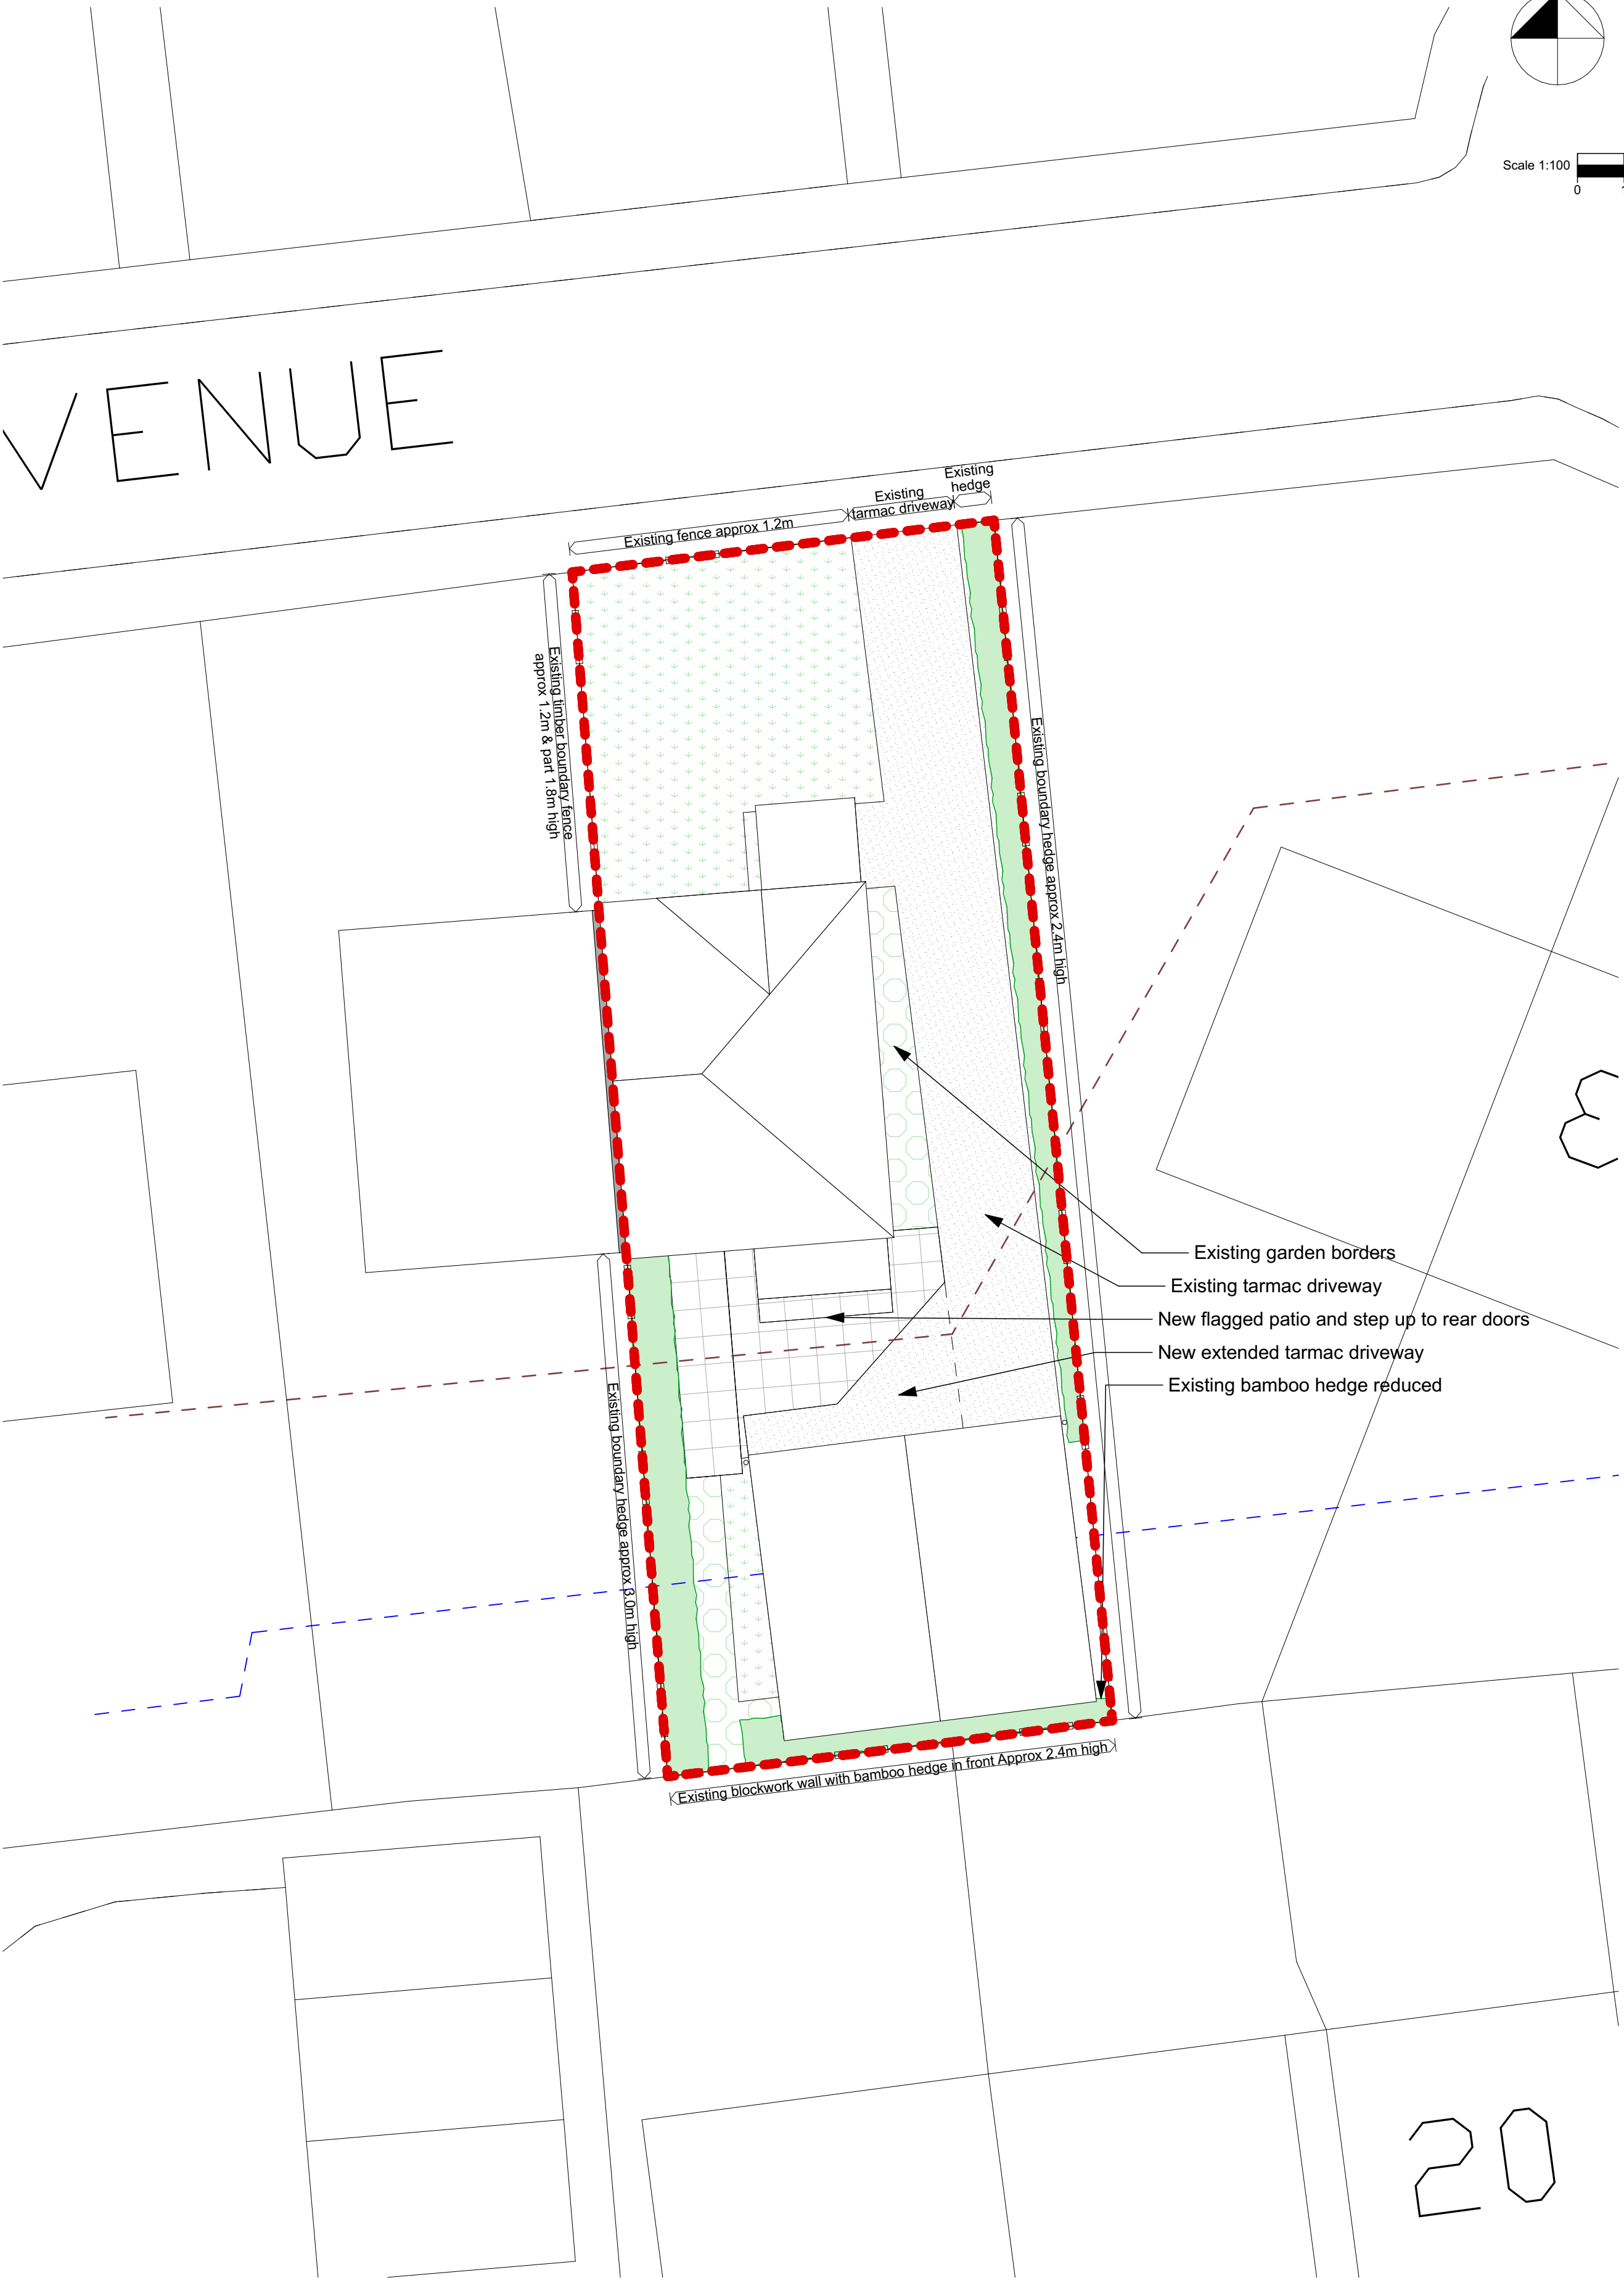 Scale 1:100
0
VENUE
Existing
hedge
Existing
tarmac driveway
Existing fence approx 1.2m
Existing timber boundary fence
approx 1.2m & part 1.8m high
Existing boundary hedge approx 2.4m high
3
Existing garden borders
Existing tarmac driveway
New flagged patio and step up to rear doors
New extended tarmac driveway
Existing bamboo hedge reduced
Existing boundary hedge approx 3.0m high
Existing blockwork wall with bamboo hedge in front Approx 2.4m high
20